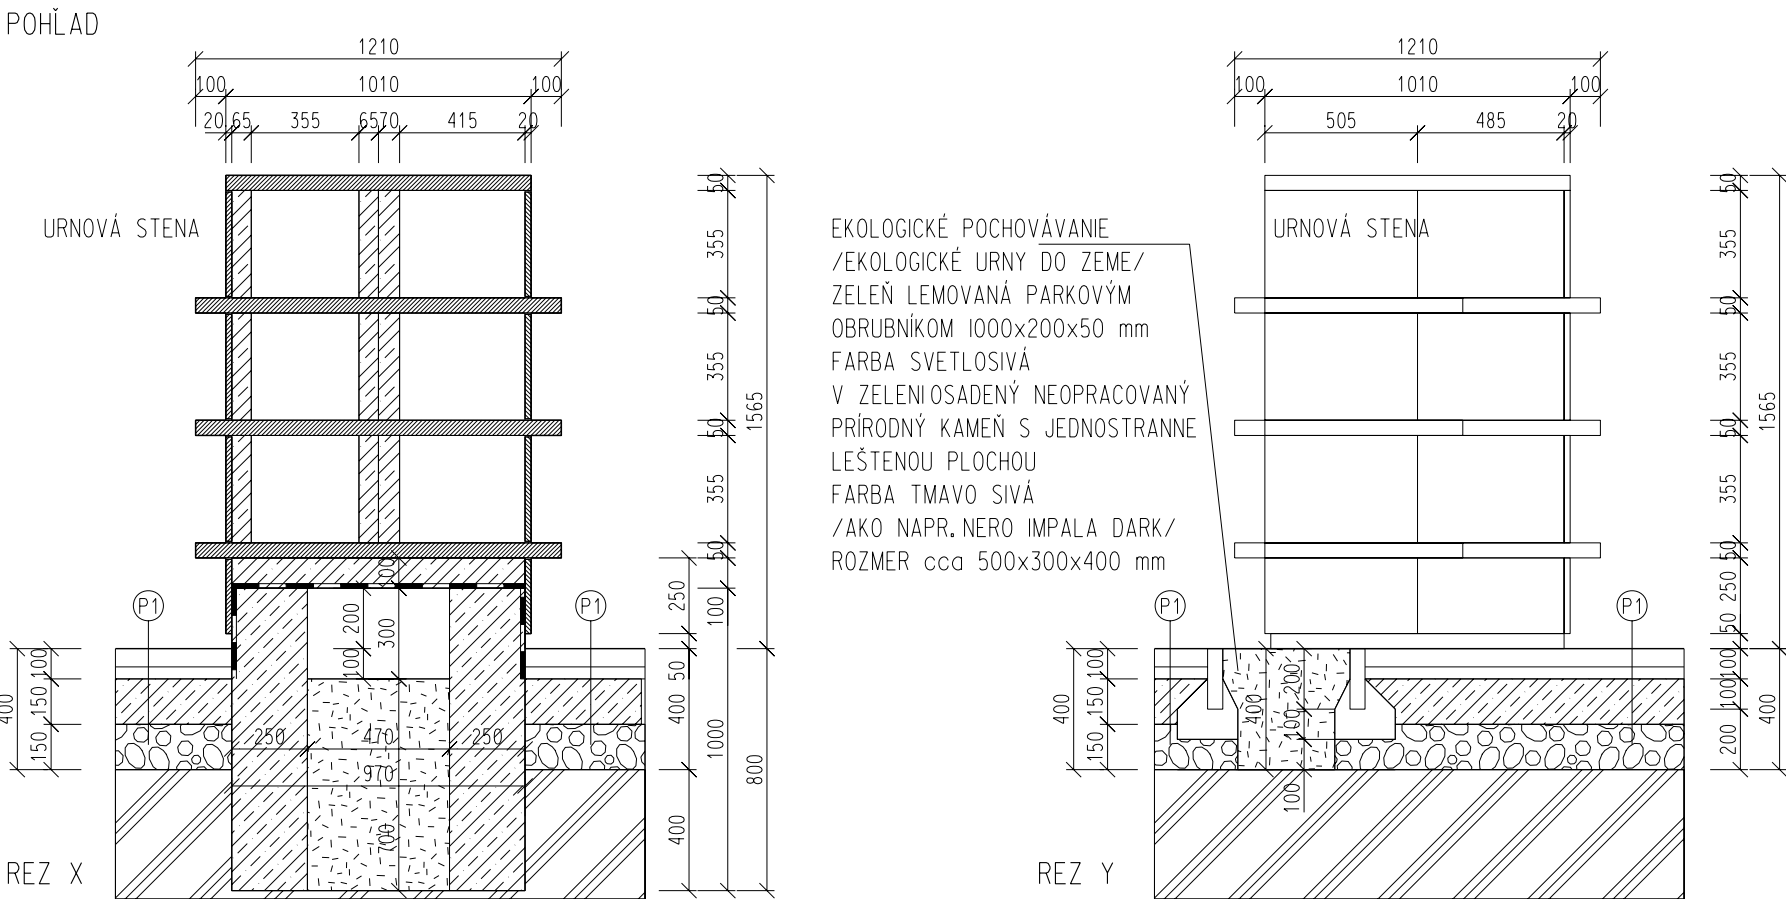 POHĽAD
1210
100 1010 100
20 65 355 65 70 415 20
URNOVÁ STENA
50
355
50
355
50
355
50
250
100
50
400
400
1565
1000
800
100
200
300
100
P1
P1
400
100
150
150
250 470 250
970
700
REZ X
EKOLOGICKÉ POCHOVÁVANIE
/EKOLOGICKÉ URNY DO ZEME/
ZELEŇ LEMOVANÁ PARKOVÝM
OBRUBNÍKOM 1000x200x50 mm
FARBA SVETLOSIVÁ
V ZELENI OSADENÝ NEOPRACOVANÝ
PRÍRODNÝ KAMEŇ S JEDNOSTRANNE
LEŠTENOU PLOCHOU
FARBA TMAVO SIVÁ
/AKO NAPR. NERO IMPALA DARK/
ROZMER cca 500x300x400 mm
1210
100 1010 100
505 485 20
URNOVÁ STENA
50
355
50
355
50
355
50
250
50
100
100
200
1565
400
P1
P1
400
100
150
150
400
200
100
100
REZ Y